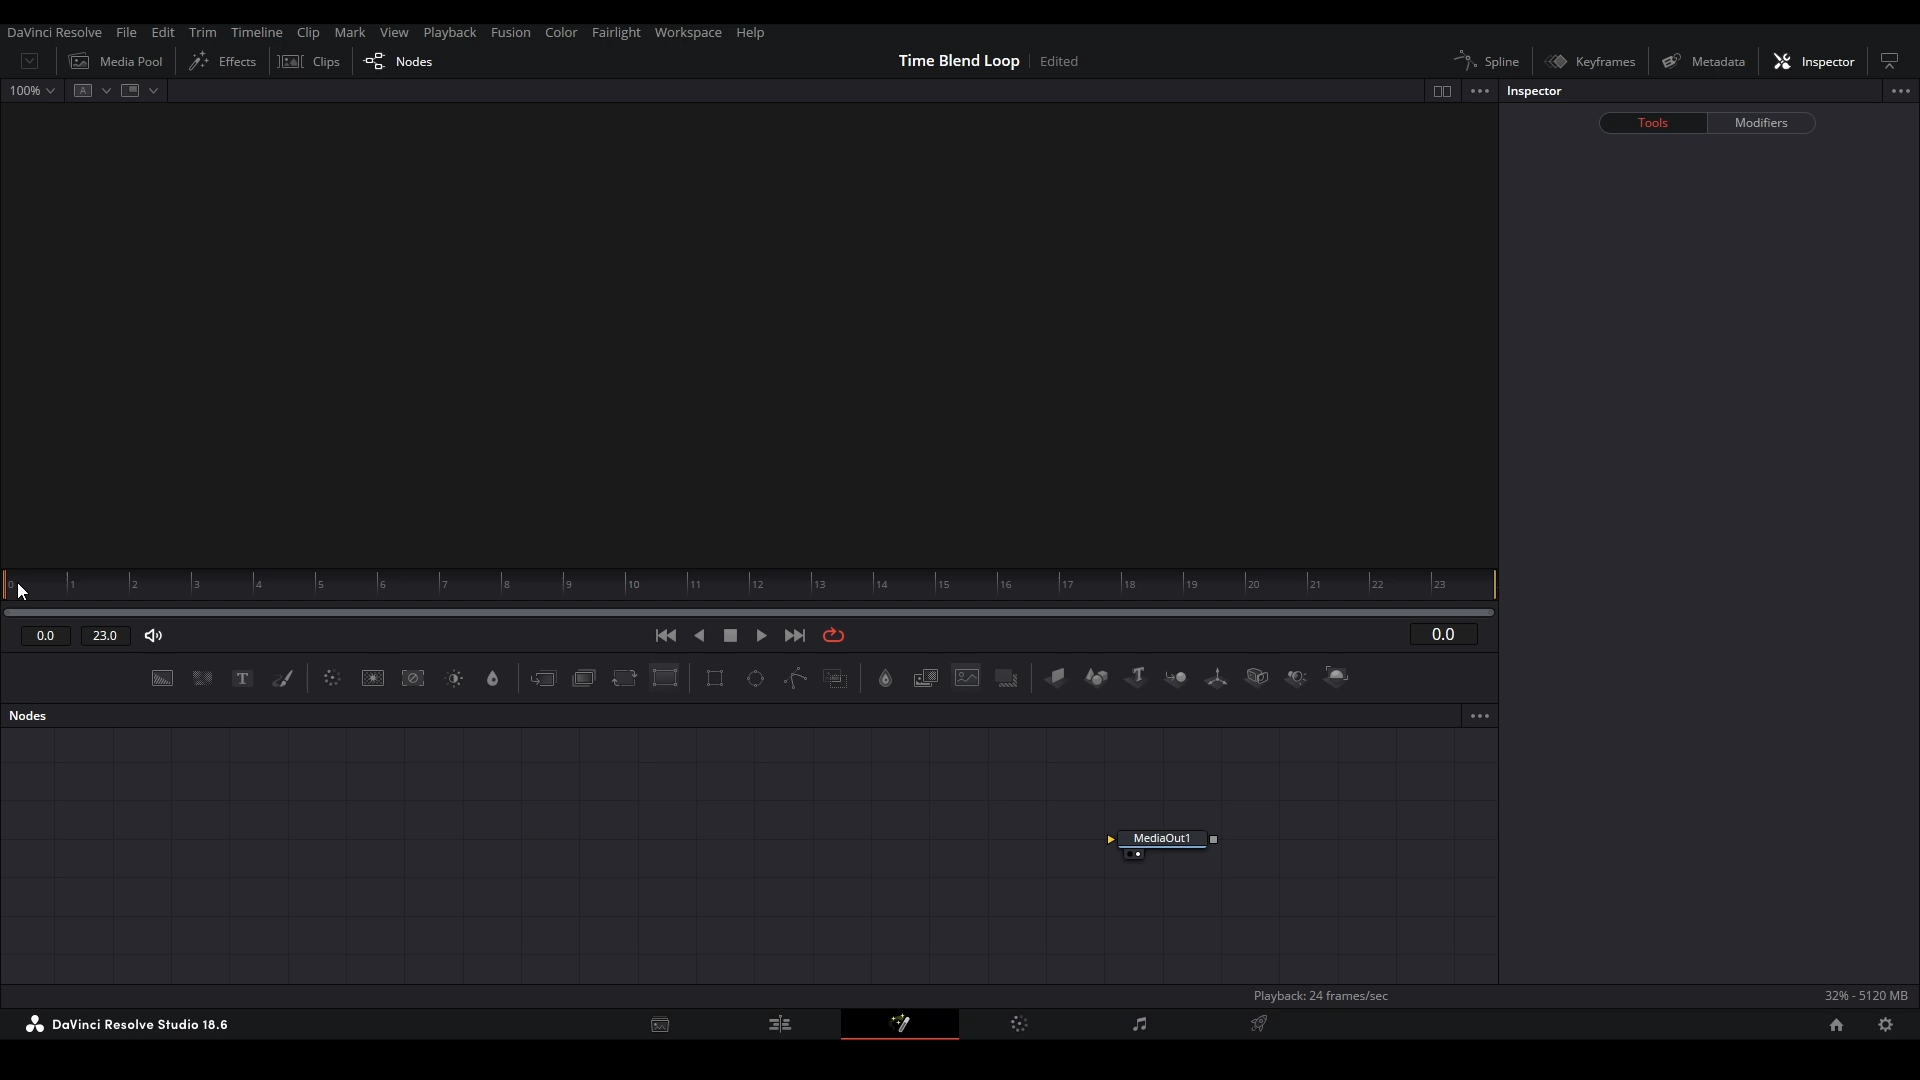 DaVinci Resolve File Edit Trim Timeline Clip Mark View Playback Fusion Color Fairlight Workspace Help
Media Pool Effects Clips Nodes Time Blend Loop Edited Spline Keyframes Metadata Inspector
100% A Inspector
Tools Modifiers
0 1 2 3 4 5 6 7 8 9 10 11 12 13 14 15 16 17 18 19 20 21 22 23
0.0 23.0 0.0
T T
Nodes
MediaOut1
Playback: 24 frames/sec 32% - 5120 MB
DaVinci Resolve Studio 18.6